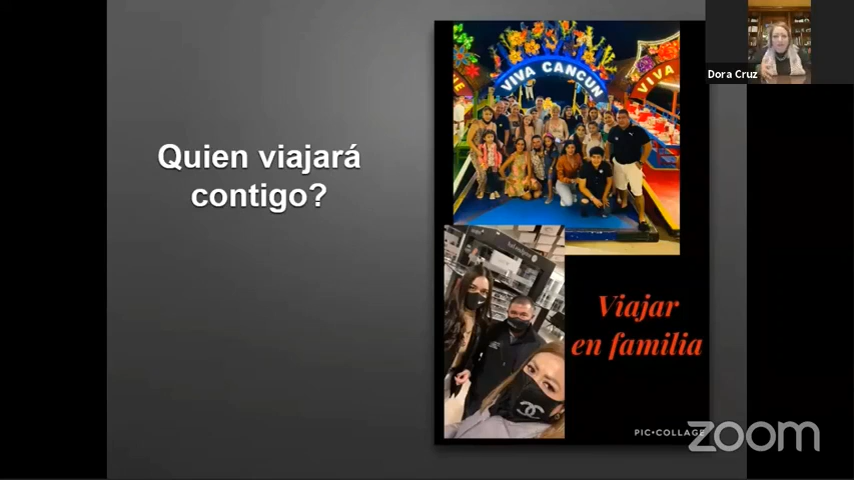 Dora Cruz
Quien viajará
contigo?
VIVA CANCUN
VIVA
Viajar
en familia
PIC•COLLAGE
zoom